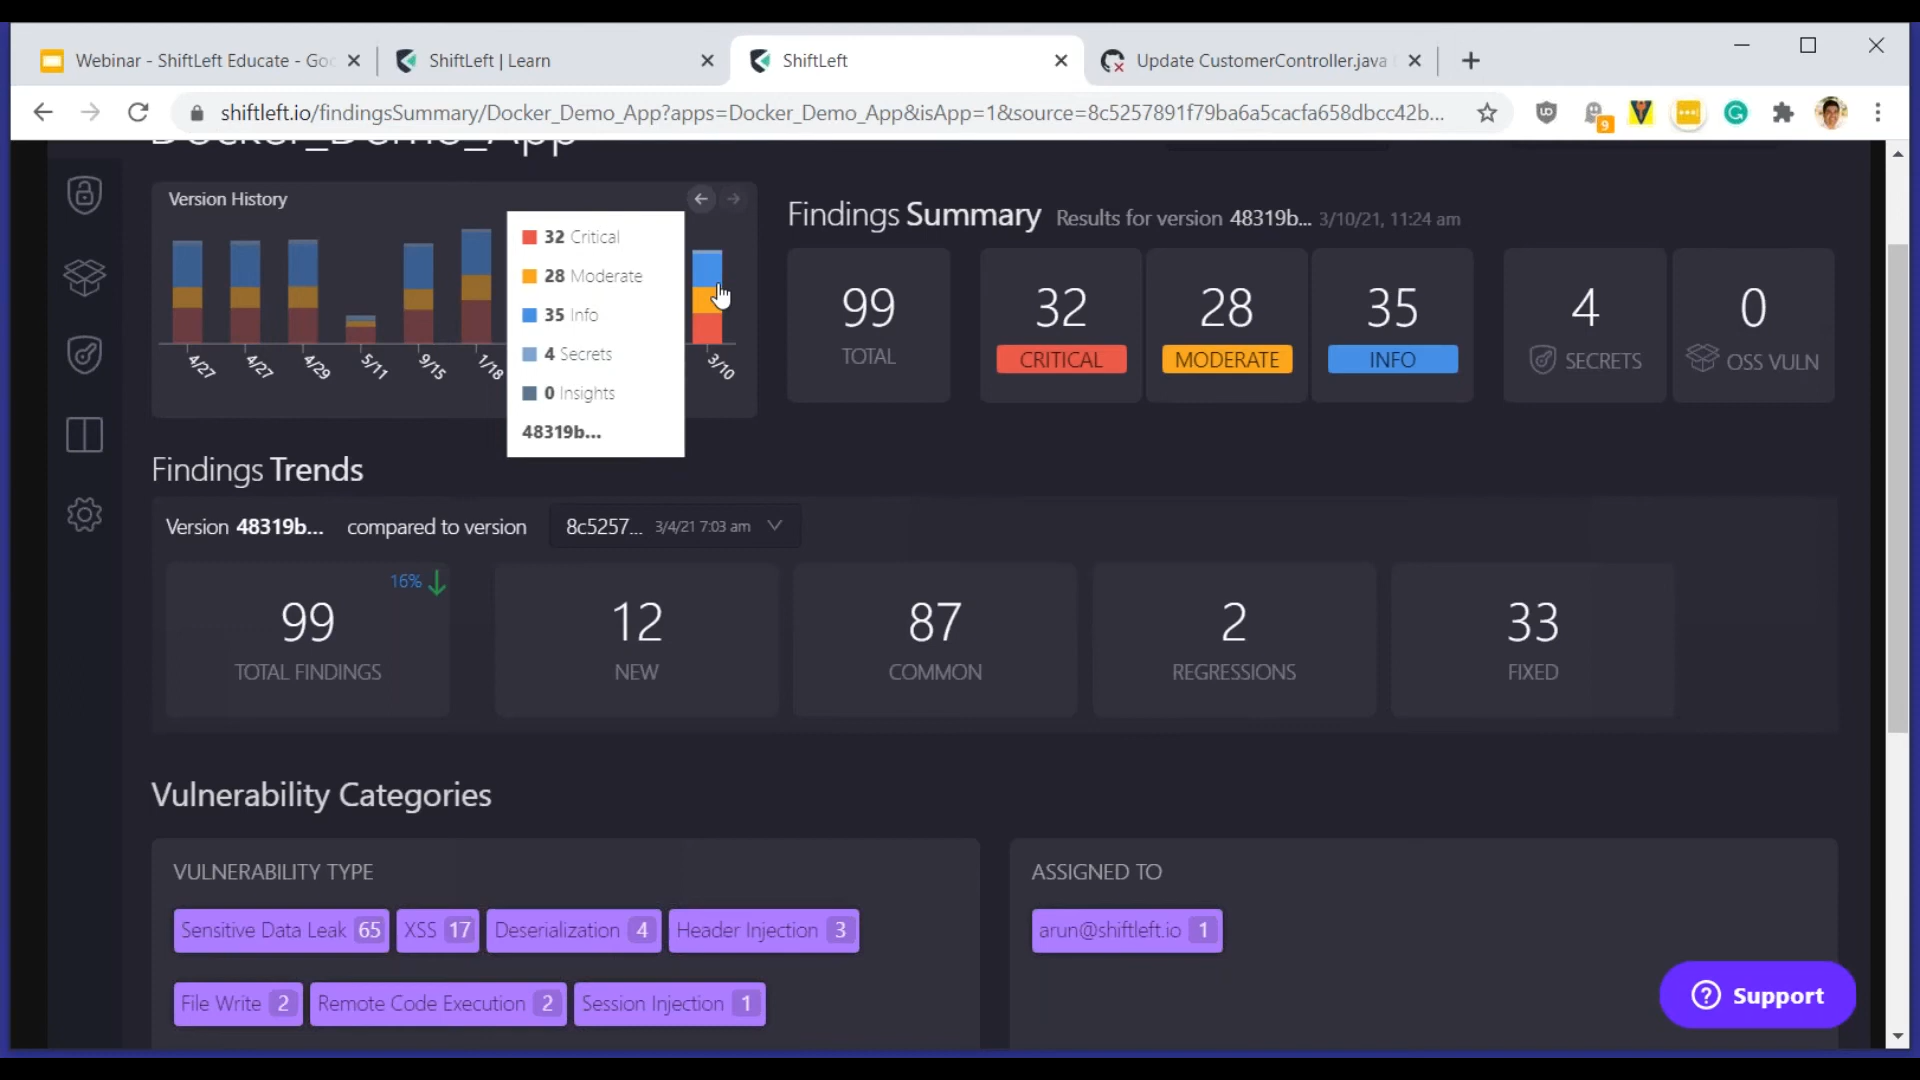 Webinar - ShiftLeft Educate - Goo
ShiftLeft | Learn
ShiftLeft
Update CustomerController.java
shiftleft.io/findingsSummary/Docker_Demo_App?apps=Docker_Demo_App&isApp=1&source=8c5257891f79ba6a5cacfa658dbcc42b...
9
Docker_Demo_App
Version History
4/27
4/27
4/29
5/11
9/15
1/18
3/10
32 Critical
28 Moderate
35 Info
4 Secrets
0 Insights
48319b...
Findings Summary Results for version 48319b... 3/10/21, 11:24 am
99
TOTAL
32
CRITICAL
28
MODERATE
35
INFO
4
SECRETS
0
OSS VULN
Findings Trends
Version 48319b... compared to version 8c5257... 3/4/21 7:03 am
16%
99
TOTAL FINDINGS
12
NEW
87
COMMON
2
REGRESSIONS
33
FIXED
Vulnerability Categories
VULNERABILITY TYPE
Sensitive Data Leak 65 XSS 17 Deserialization 4 Header Injection 3
File Write 2 Remote Code Execution 2 Session Injection 1
ASSIGNED TO
arun@shiftleft.io 1
Support